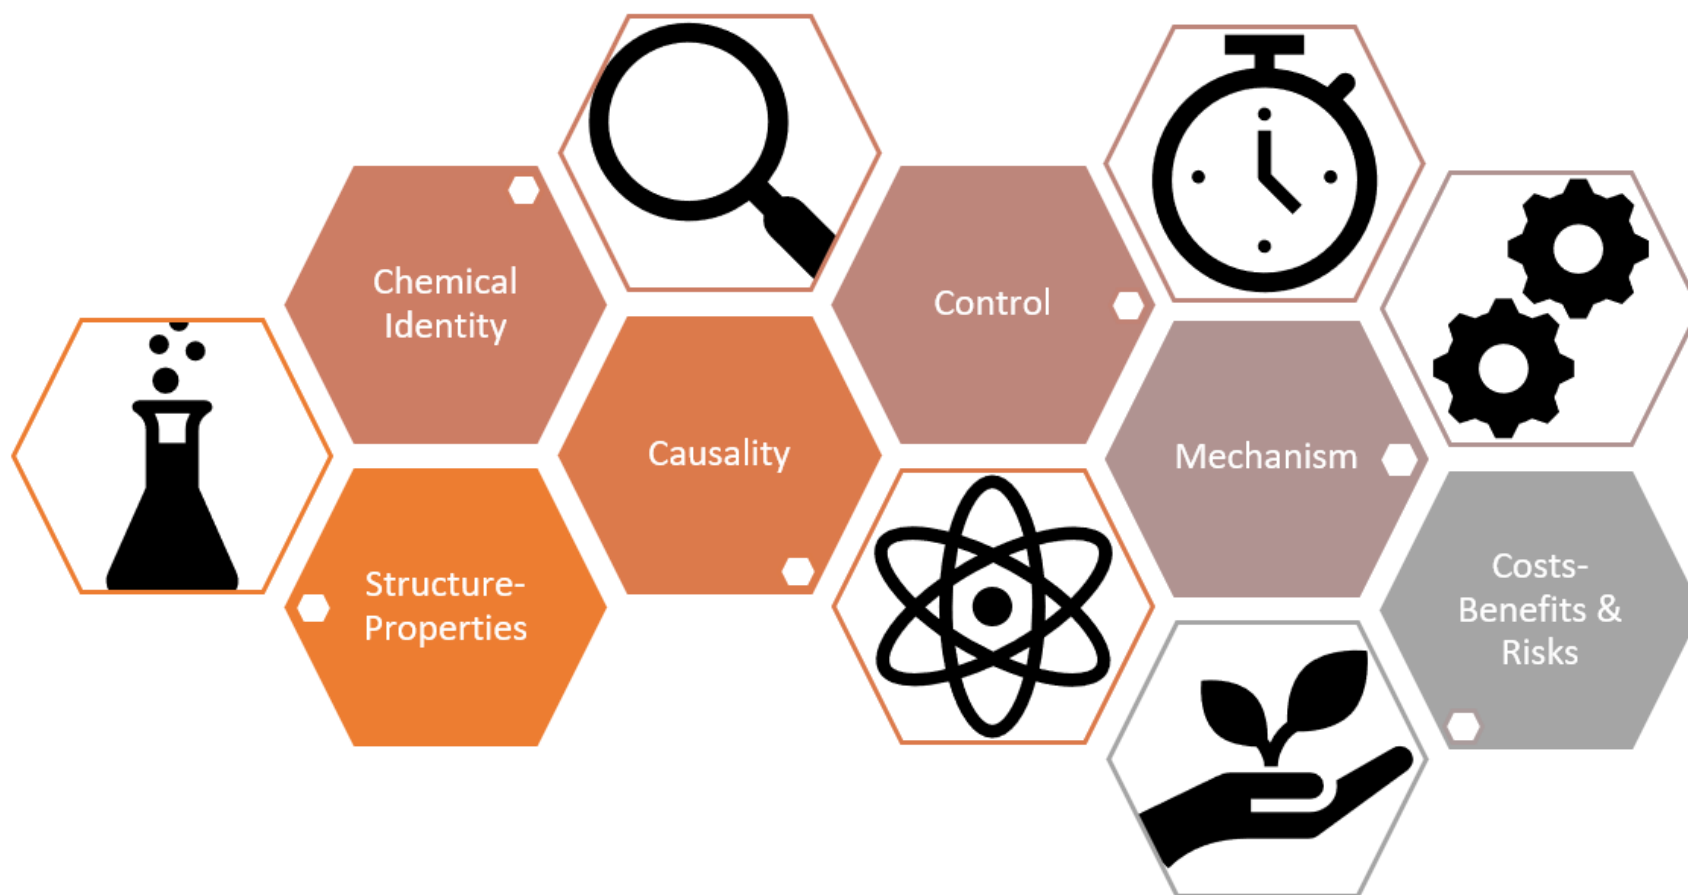 Chemical
Identity
Structure-
Properties
Causality
Control
Mechanism
Costs-
Benefits &
Risks